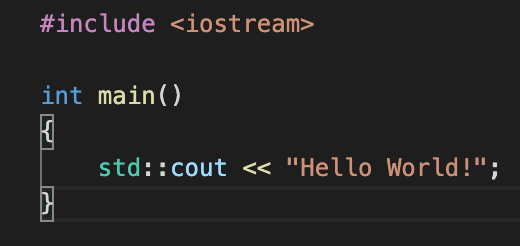 #include <iostream>

int main()
{
    std::cout << "Hello World!";
}